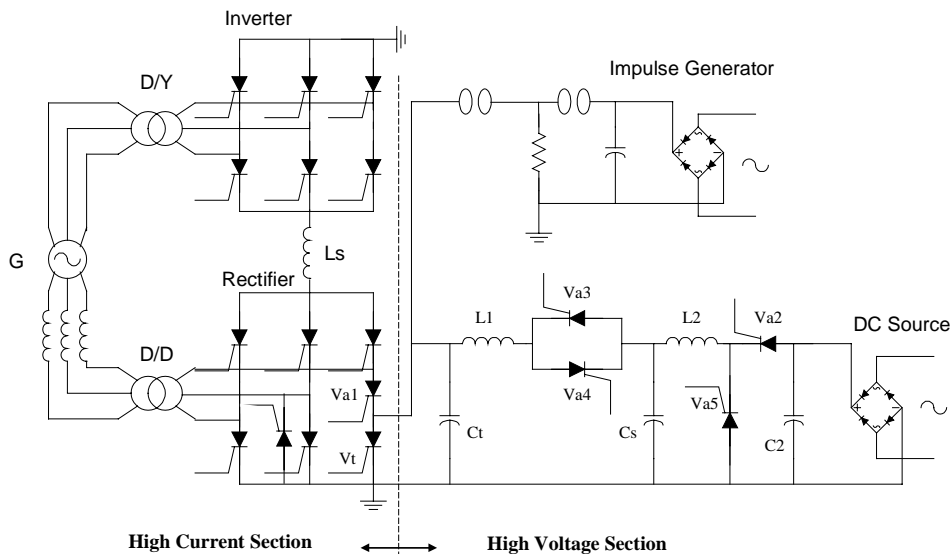 Inverter
D/Y
Impulse Generator
G
Ls
Rectifier
Va3
L1
L2
Va2
DC Source
D/D
Va1
Va4
Va5
Ct
Cs
C2
Vt
High Current Section
High Voltage Section